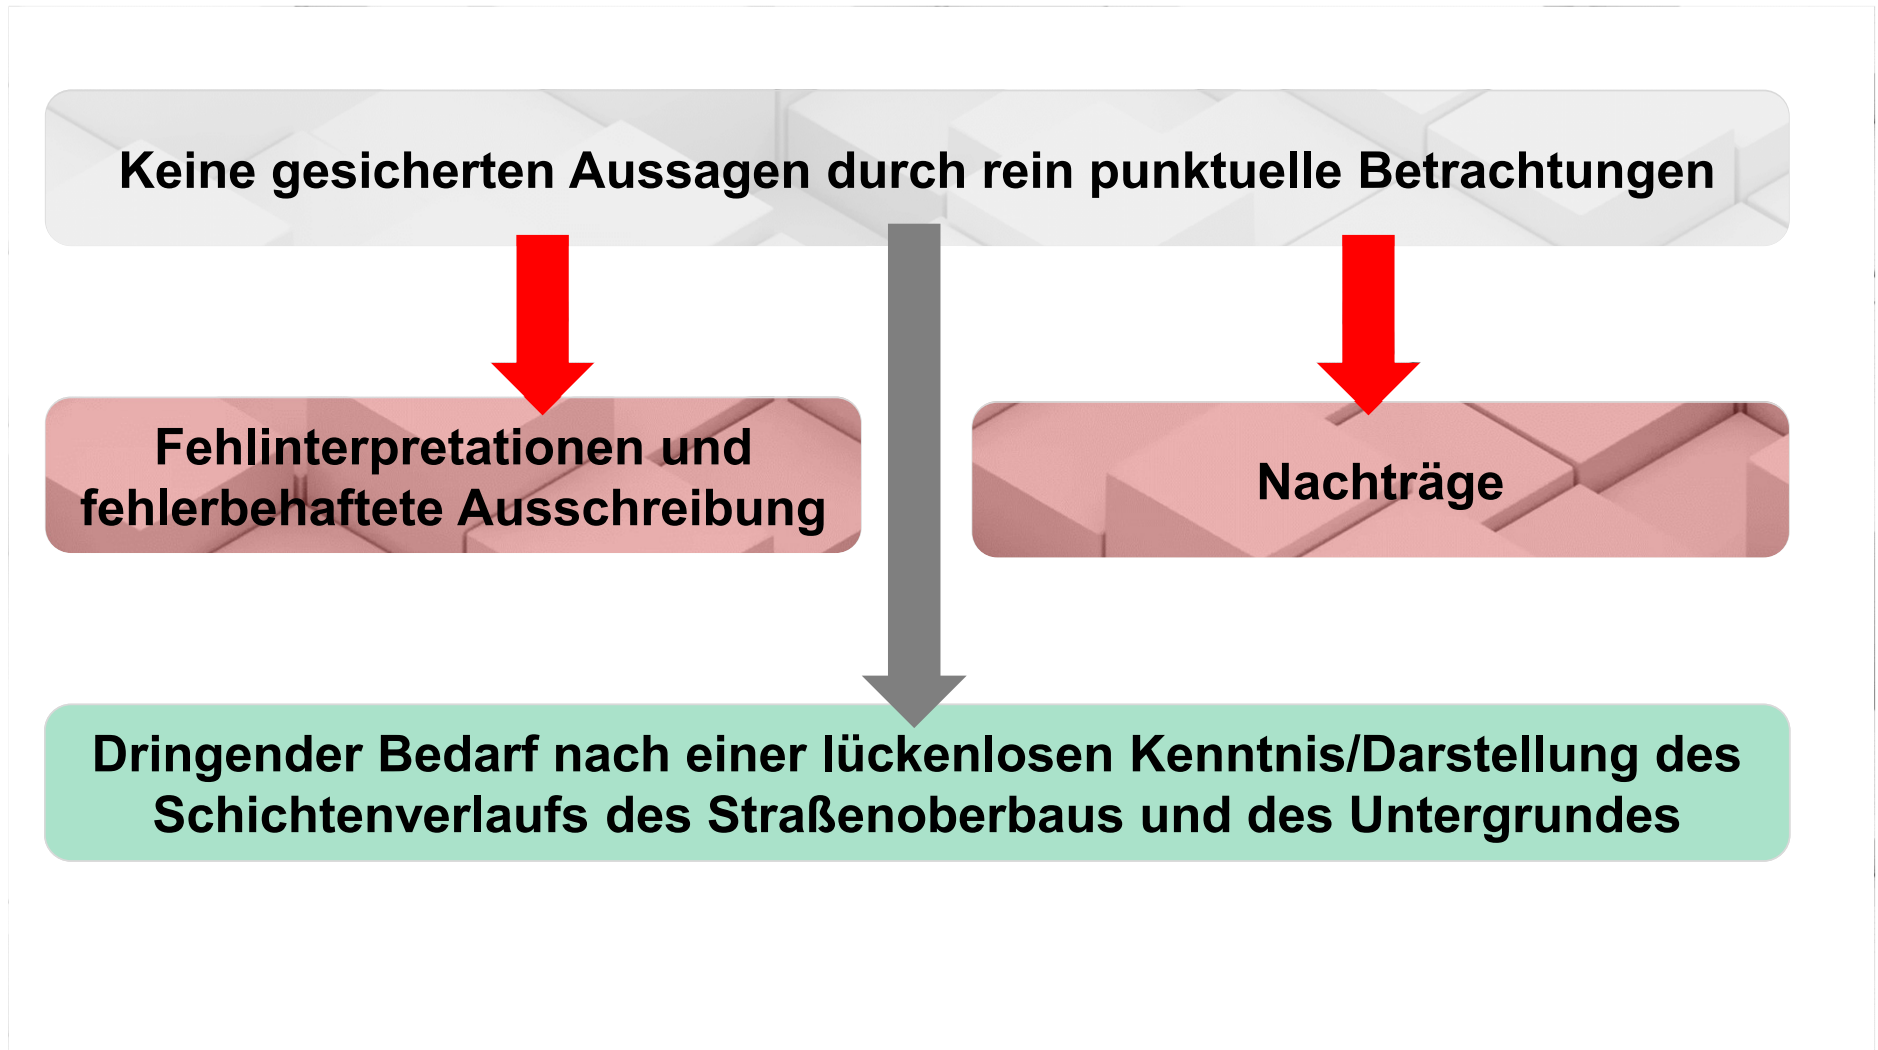 Keine gesicherten Aussagen durch rein punktuelle Betrachtungen
Fehlinterpretationen und
fehlerbehaftete Ausschreibung
Nachträge
Dringender Bedarf nach einer lückenlosen Kenntnis/Darstellung des
Schichtenverlaufs des Straßenoberbaus und des Untergrundes